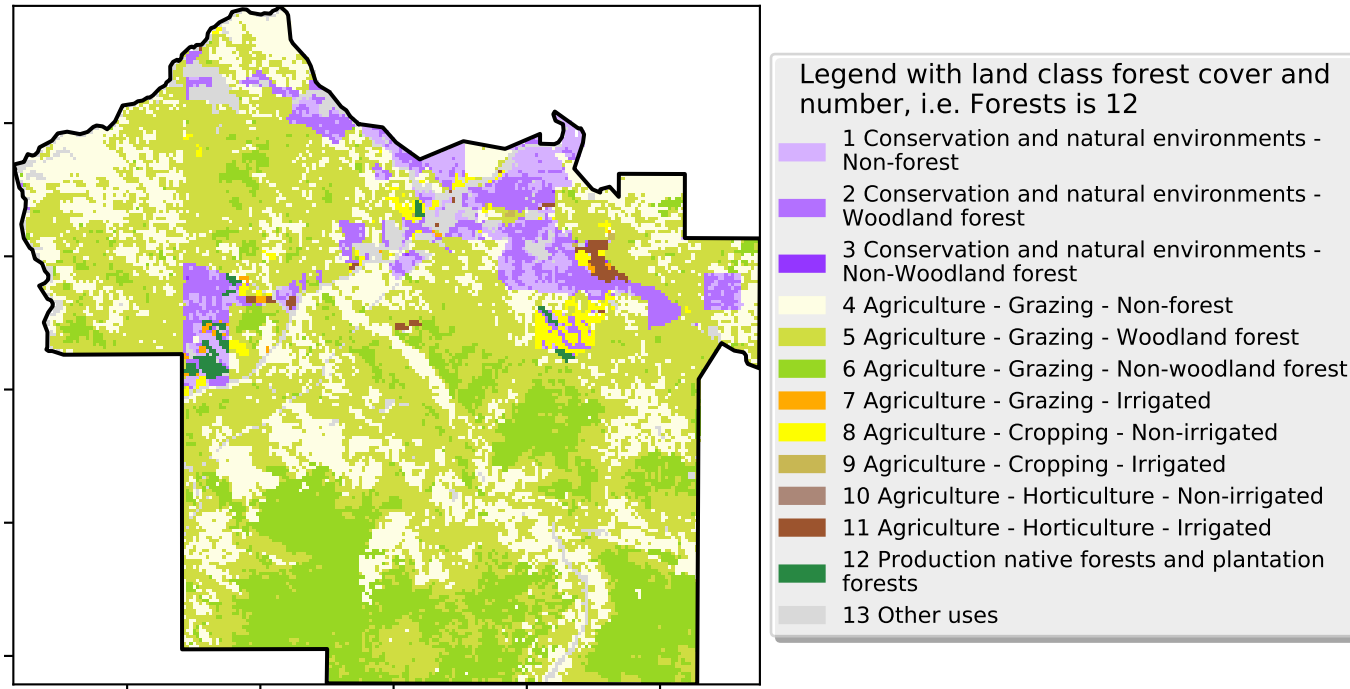 Legend with land class forest cover and
number, i.e. Forests is 12
1 Conservation and natural environments -
Non-forest
2 Conservation and natural environments -
Woodland forest
3 Conservation and natural environments -
Non-Woodland forest
4 Agriculture - Grazing - Non-forest
5 Agriculture - Grazing - Woodland forest
6 Agriculture - Grazing - Non-woodland forest
7 Agriculture - Grazing - Irrigated
8 Agriculture - Cropping - Non-irrigated
9 Agriculture - Cropping - Irrigated
10 Agriculture - Horticulture - Non-irrigated
11 Agriculture - Horticulture - Irrigated
12 Production native forests and plantation
forests
13 Other uses